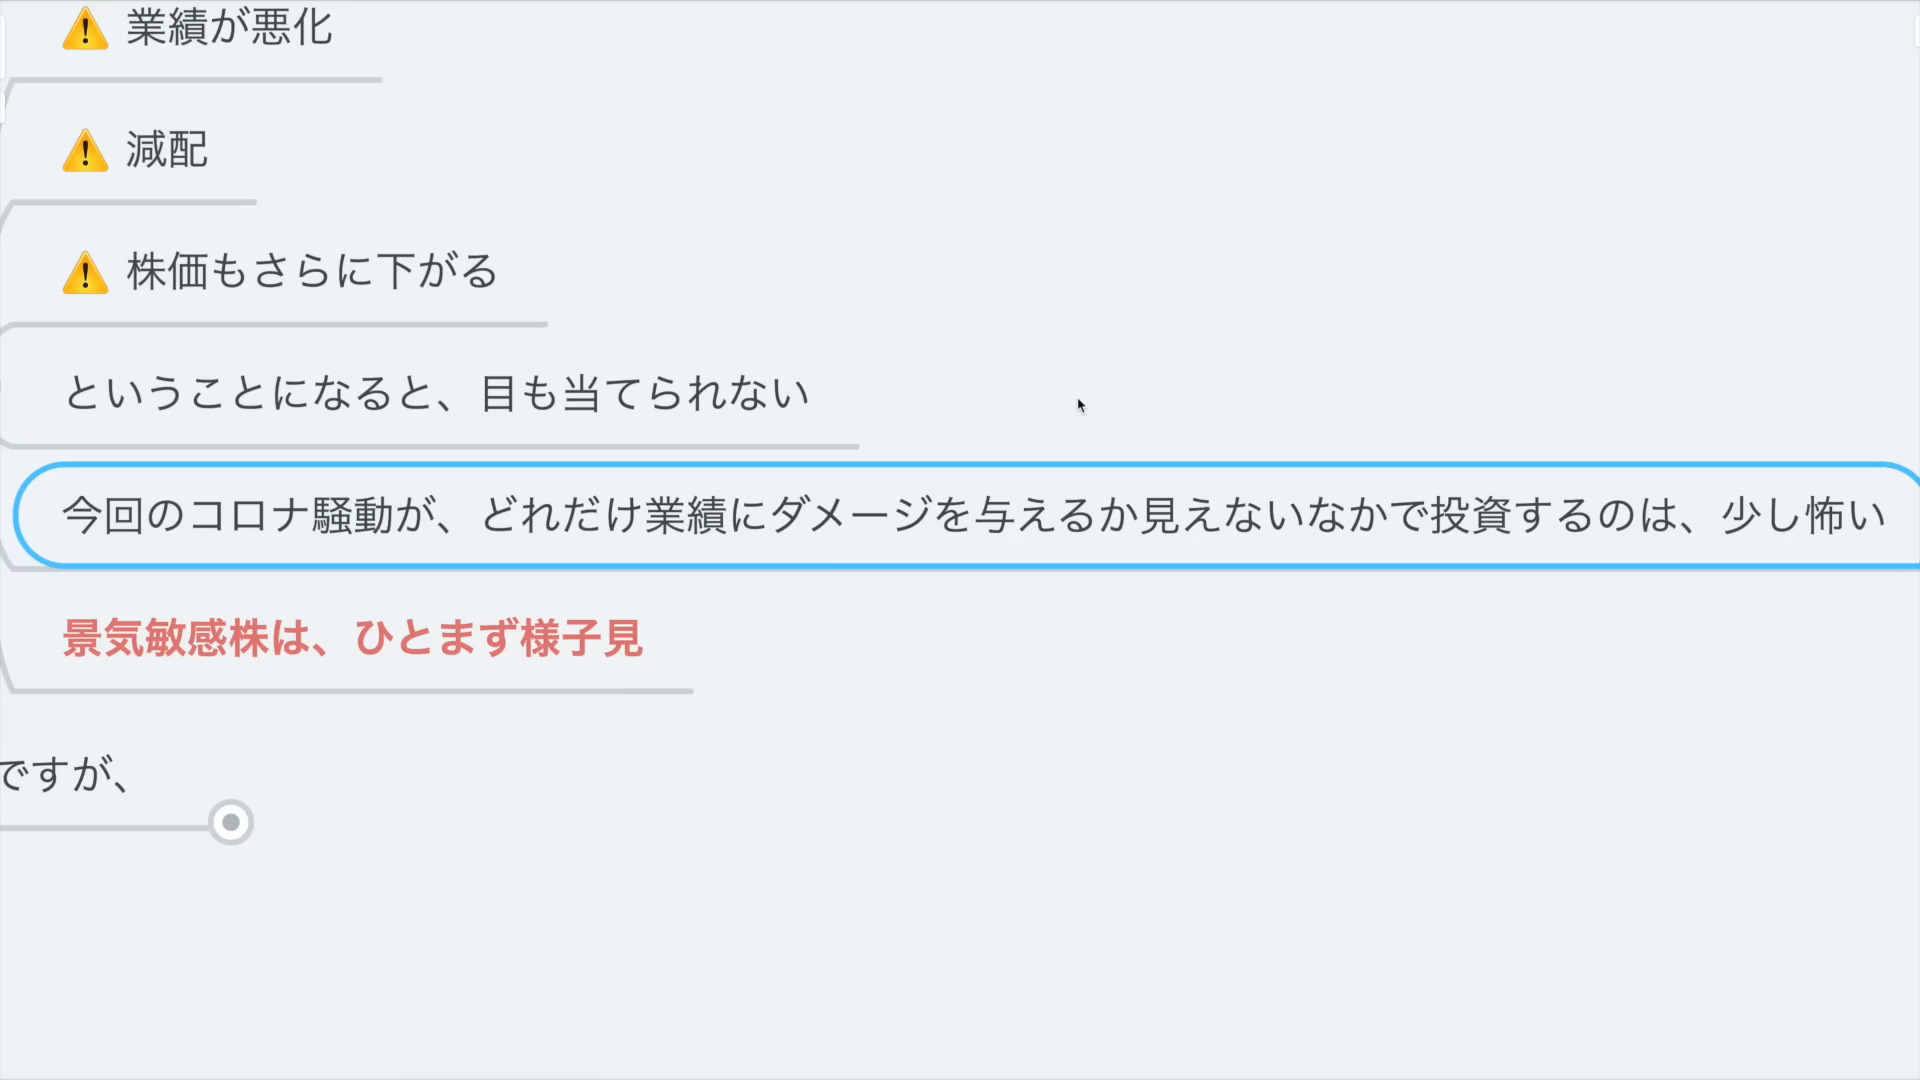 ⚠️ 業績が悪化
⚠️ 減配
⚠️ 株価もさらに下がる
ということになると、目も当てられない
今回のコロナ騒動が、どれだけ業績にダメージを与えるか見えないなかで投資するのは、少し怖い
景気敏感株は、ひとまず様子見
ですが、